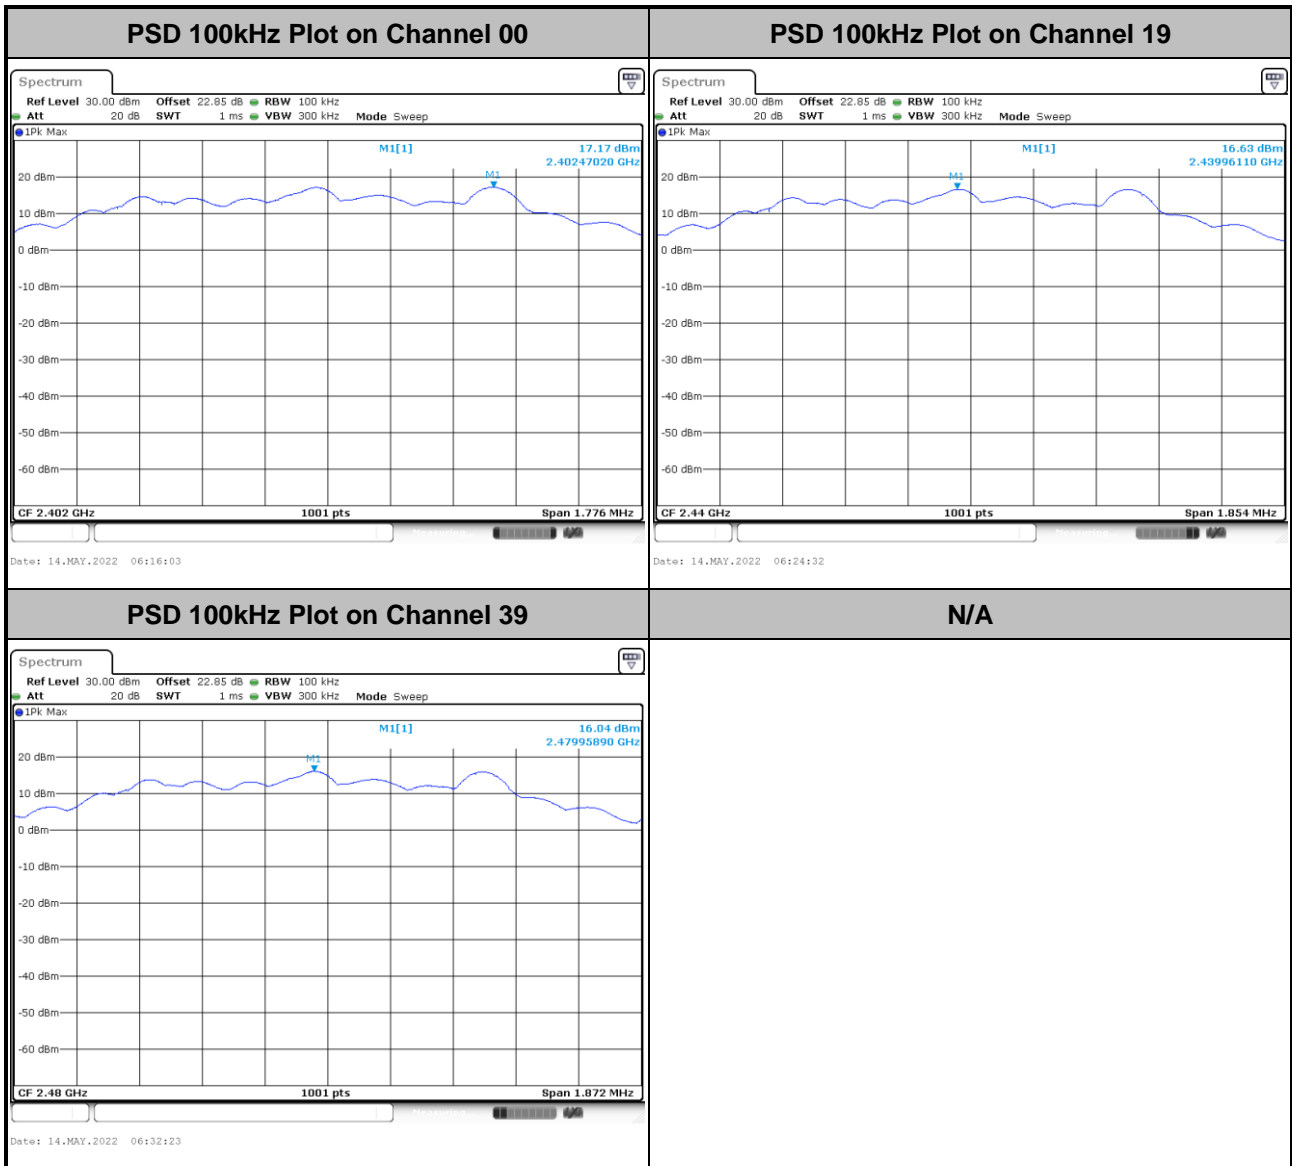 PSD 100kHz Plot on Channel 00
Spectrum
Ref Level 30.00 dBm Offset 22.85 dB RBW 100 kHz
Att 20 dB SWT 1 ms VBW 300 kHz Mode Sweep
1Pk Max
M1[1] 17.17 dBm
2.40247020 GHz
M1
20 dBm
10 dBm
0 dBm
-10 dBm
-20 dBm
-30 dBm
-40 dBm
-50 dBm
-60 dBm
CF 2.402 GHz 1001 pts Span 1.776 MHz
Measuring
Date: 14.MAY.2022 06:16:03
PSD 100kHz Plot on Channel 19
Spectrum
Ref Level 30.00 dBm Offset 22.85 dB RBW 100 kHz
Att 20 dB SWT 1 ms VBW 300 kHz Mode Sweep
1Pk Max
M1[1] 16.63 dBm
2.43996110 GHz
M1
20 dBm
10 dBm
0 dBm
-10 dBm
-20 dBm
-30 dBm
-40 dBm
-50 dBm
-60 dBm
CF 2.44 GHz 1001 pts Span 1.854 MHz
Measuring
Date: 14.MAY.2022 06:24:32
PSD 100kHz Plot on Channel 39
Spectrum
Ref Level 30.00 dBm Offset 22.85 dB RBW 100 kHz
Att 20 dB SWT 1 ms VBW 300 kHz Mode Sweep
1Pk Max
M1[1] 16.04 dBm
2.47995890 GHz
M1
20 dBm
10 dBm
0 dBm
-10 dBm
-20 dBm
-30 dBm
-40 dBm
-50 dBm
-60 dBm
CF 2.48 GHz 1001 pts Span 1.872 MHz
Measuring
Date: 14.MAY.2022 06:32:23
N/A